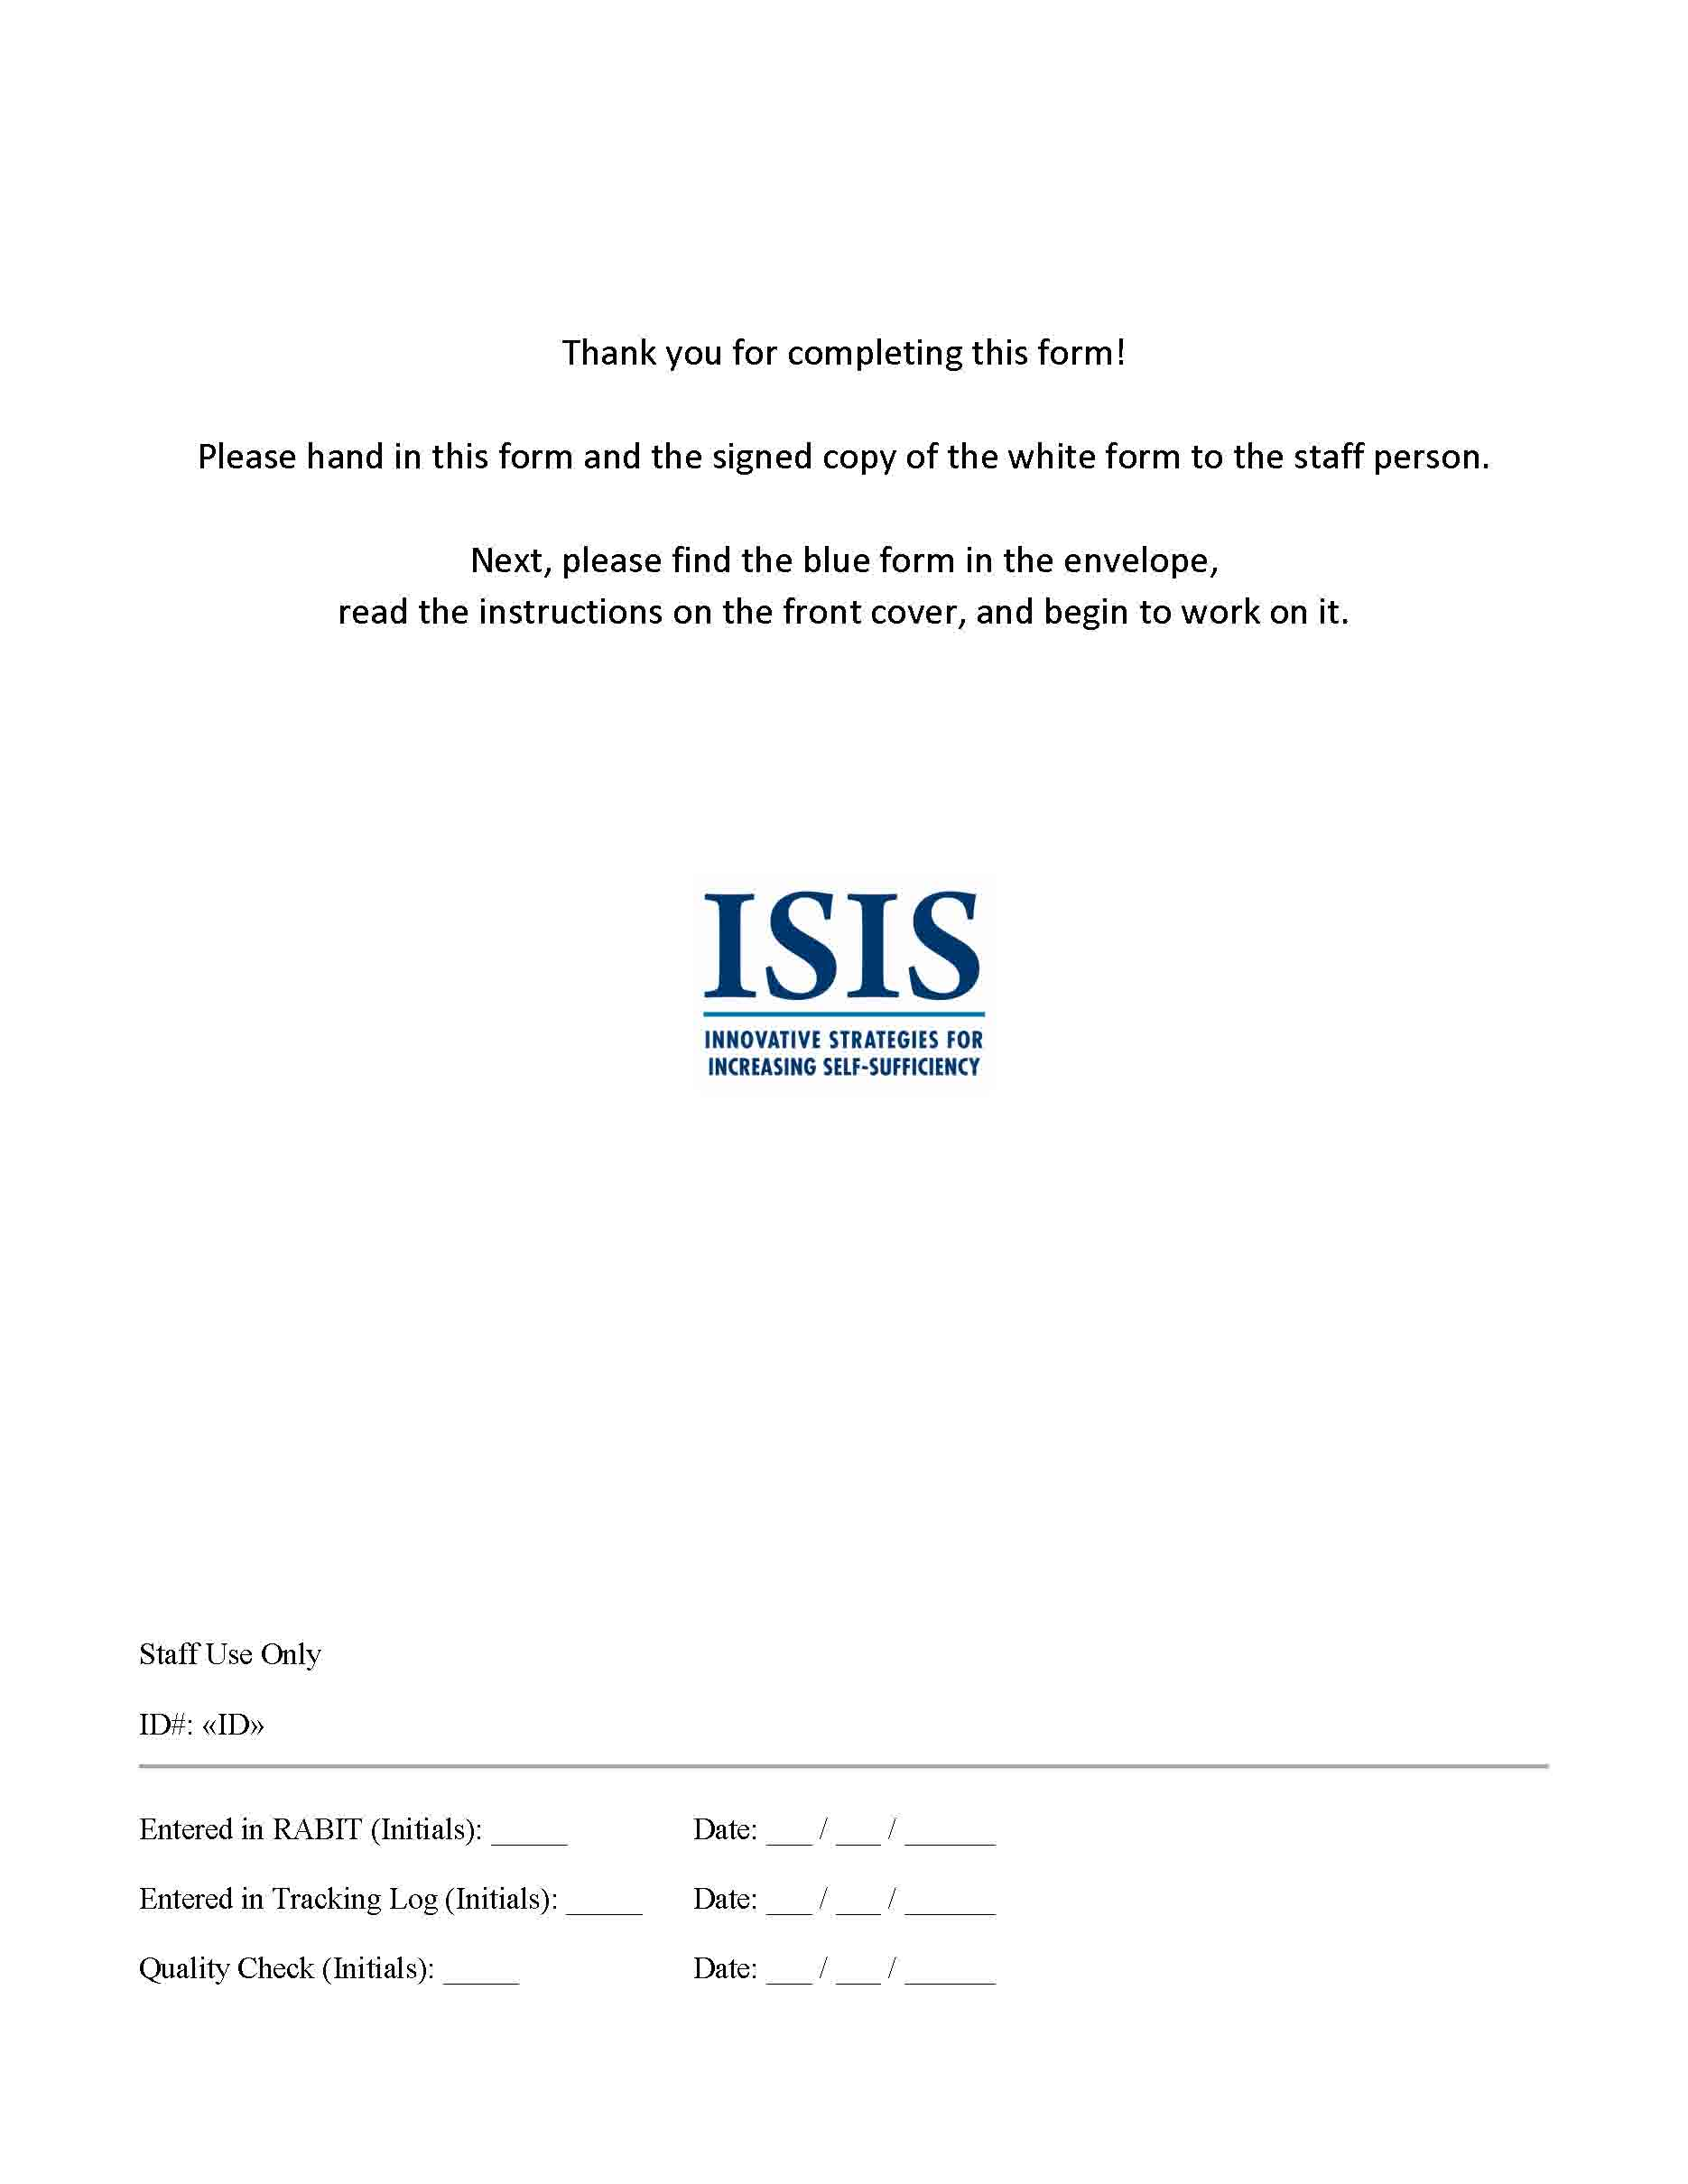 Thank you for completing this form!
Please hand in this form and the signed copy of the white form to the staff person.
Next, please find the blue form in the envelope,
read the instructions on the front cover, and begin to work on it.
ISIS
INNOVATIVE STRATEGIES FOR
INCREASING SELF-SUFFICIENCY
Staff Use Only
ID#: «ID»
Entered in RABIT (Initials): _____ Date: ___ / ___ / ______
Entered in Tracking Log (Initials): _____ Date: ___ / ___ / ______
Quality Check (Initials): _____ Date: ___ / ___ / ______